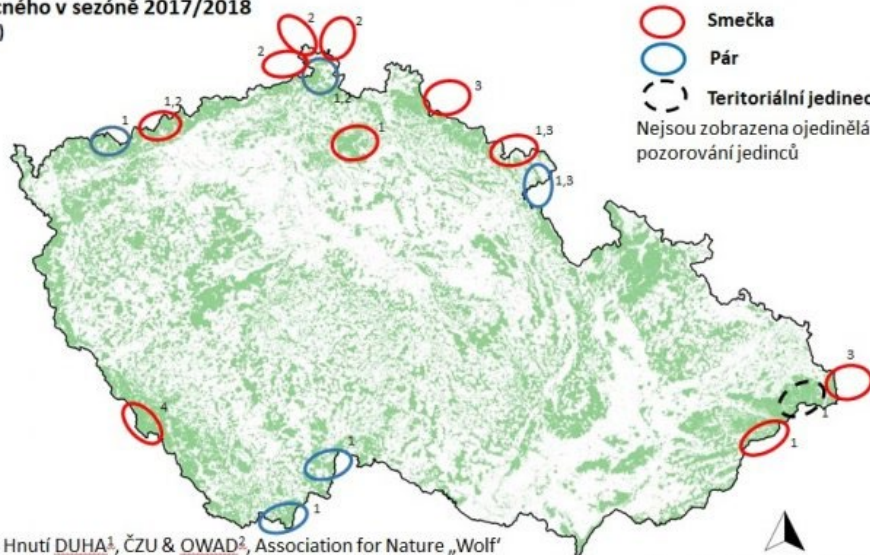 čného v sezóně 2017/2018
)
Smečka
Pár
Teritoriální jedinec
Nejsou zobrazena ojedinělá
pozorování jedinců
2
2
2
1,2
3
1
1,2
1
1,3
1,3
3
4
1
1
1
1
Hnutí DUHA¹, ČZU & OWAD², Association for Nature „Wolf‘